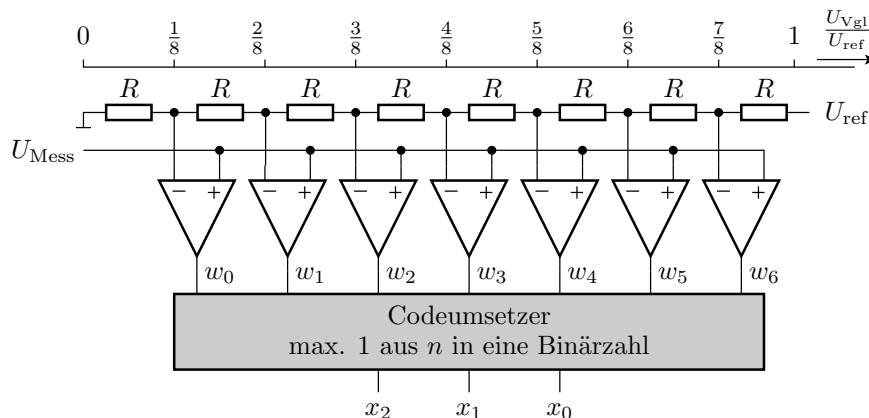 0 1/8 2/8 3/8 4/8 5/8 6/8 7/8 1 U_Vgl/U_ref
R R R R R R R R
U_ref
U_Mess
− + − + − + − + − + − + − +
w_0 w_1 w_2 w_3 w_4 w_5 w_6
Codeumsetzer
max. 1 aus n in eine Binärzahl
x_2 x_1 x_0